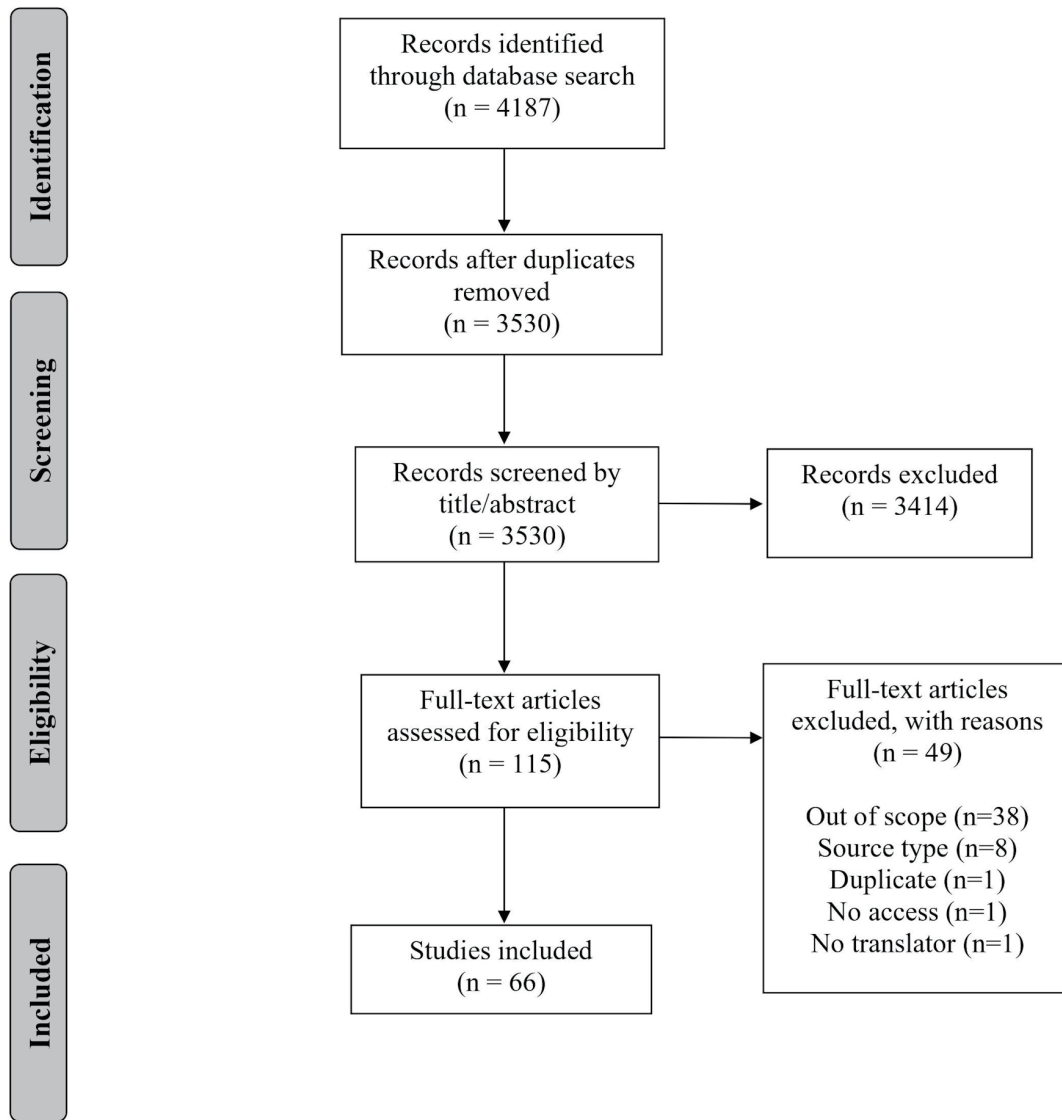 Identification
Records identified
through database search
(n = 4187)
Records after duplicates
removed
(n = 3530)
Screening
Records screened by
title/abstract
(n = 3530)
Records excluded
(n = 3414)
Eligibility
Full-text articles
assessed for eligibility
(n = 115)
Full-text articles
excluded, with reasons
(n = 49)
Out of scope (n=38)
Source type (n=8)
Duplicate (n=1)
No access (n=1)
No translator (n=1)
Included
Studies included
(n = 66)